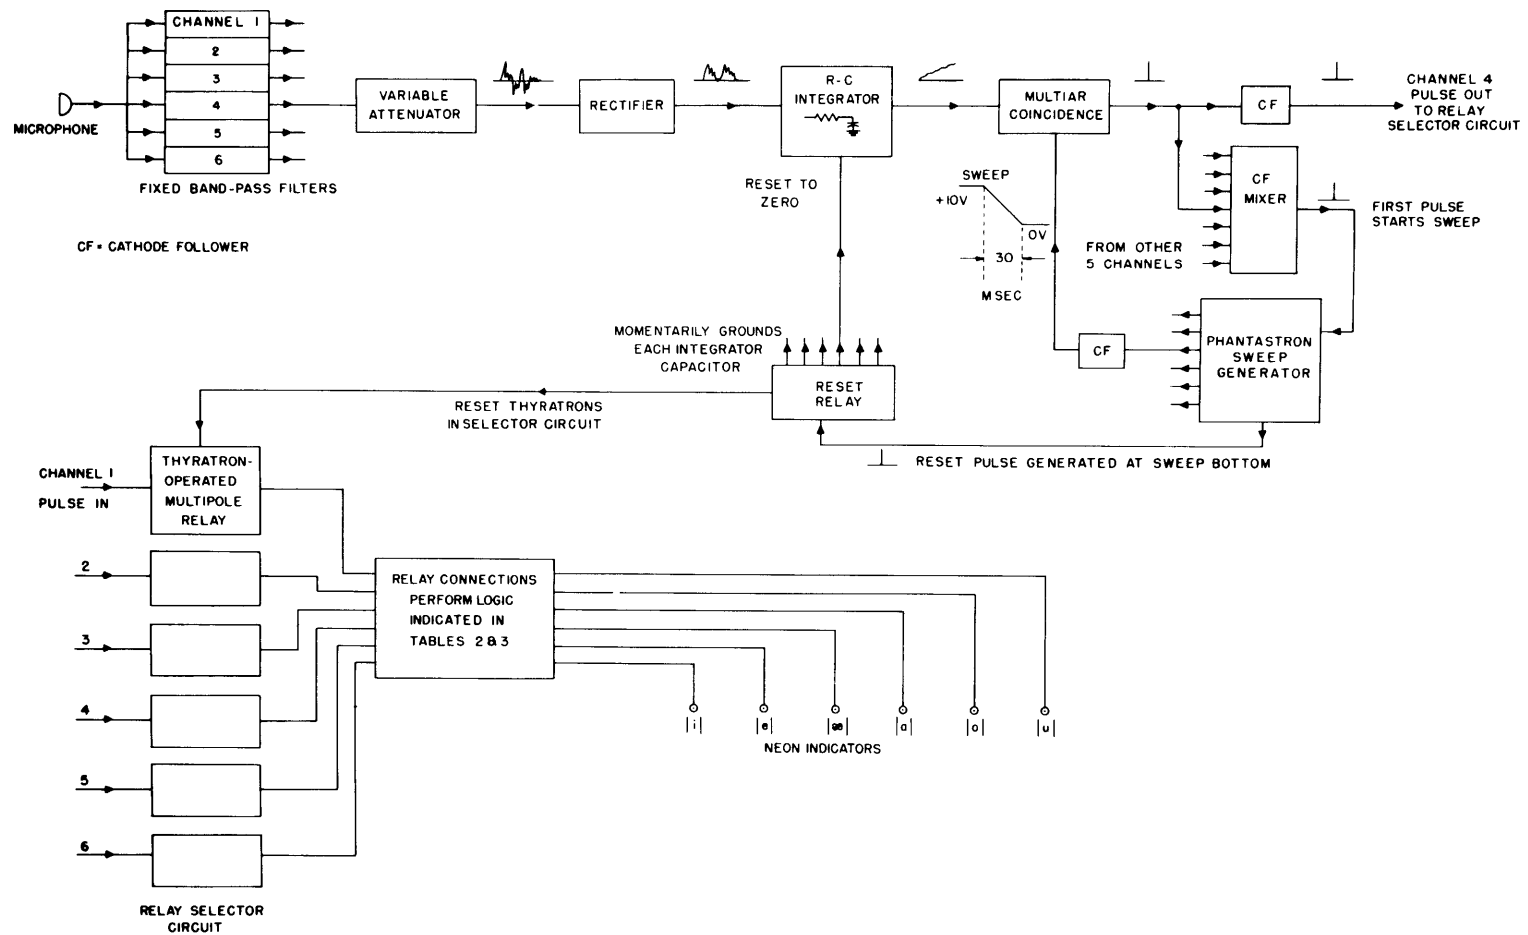 CHANNEL 1
2
3
4
5
6
MICROPHONE
FIXED BAND-PASS FILTERS
CF = CATHODE FOLLOWER
VARIABLE
ATTENUATOR
RECTIFIER
R-C
INTEGRATOR
MULTIAR
COINCIDENCE
CF
CHANNEL 4
PULSE OUT
TO RELAY
SELECTOR CIRCUIT
RESET TO
ZERO
SWEEP
+10V
0V
30
MSEC
CF
MIXER
FROM OTHER
5 CHANNELS
FIRST PULSE
STARTS SWEEP
PHANTASTRON
SWEEP
GENERATOR
CF
MOMENTARILY GROUNDS
EACH INTEGRATOR
CAPACITOR
RESET
RELAY
RESET THYRATRONS
IN SELECTOR CIRCUIT
RESET PULSE GENERATED AT SWEEP BOTTOM
CHANNEL 1
PULSE IN
THYRATRON-
OPERATED
MULTIPOLE
RELAY
2
3
4
5
6
RELAY CONNECTIONS
PERFORM LOGIC
INDICATED IN
TABLES 2 & 3
|i| |e| |æ| |a| |o| |u|
NEON INDICATORS
RELAY SELECTOR
CIRCUIT